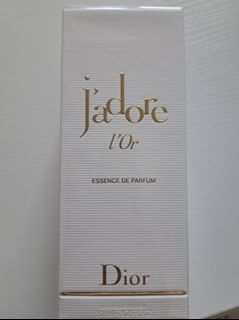 j'adore
l'Or
ESSENCE DE PARFUM
Dior